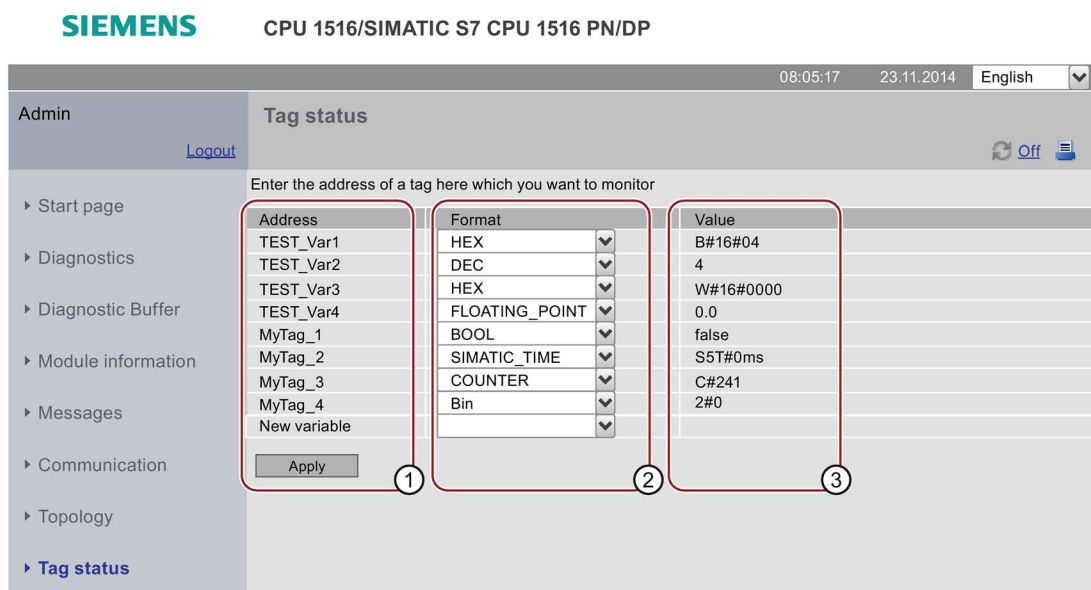 SIEMENS CPU 1516/SIMATIC S7 CPU 1516 PN/DP
08:05:17 23.11.2014 English
Admin
Logout
Tag status
Off
Start page
Diagnostics
Diagnostic Buffer
Module information
Messages
Communication
Topology
Tag status
Enter the address of a tag here which you want to monitor
Address Format Value
TEST_Var1 HEX B#16#04
TEST_Var2 DEC 4
TEST_Var3 HEX W#16#0000
TEST_Var4 FLOATING_POINT 0.0
MyTag_1 BOOL false
MyTag_2 SIMATIC_TIME S5T#0ms
MyTag_3 COUNTER C#241
MyTag_4 Bin 2#0
New variable
Apply
1 2 3